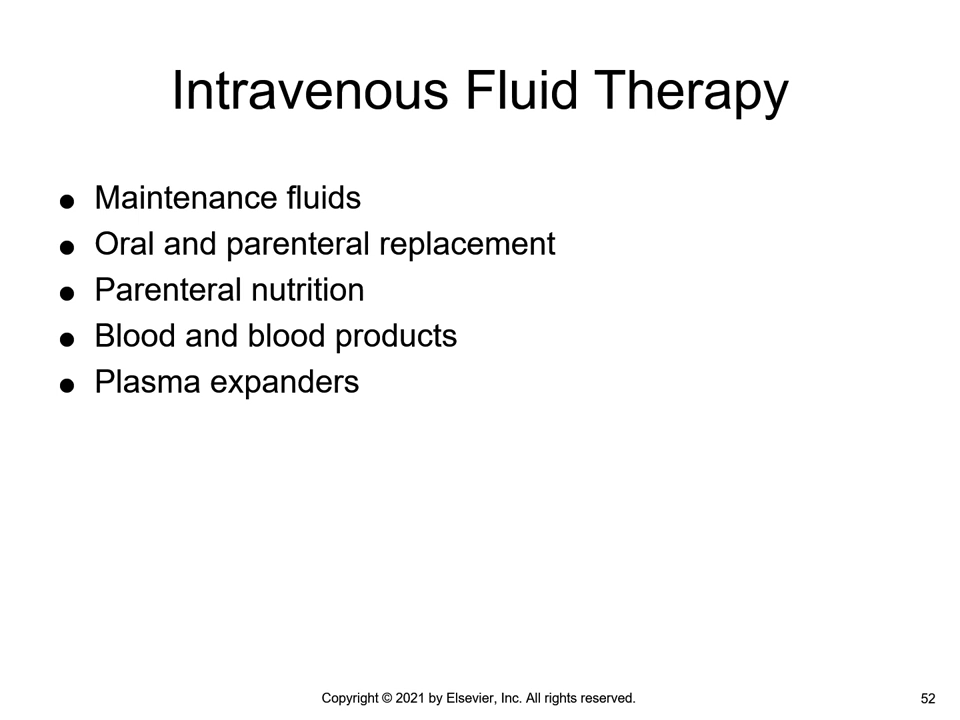 Intravenous Fluid Therapy
● Maintenance fluids
● Oral and parenteral replacement
● Parenteral nutrition
● Blood and blood products
● Plasma expanders
Copyright © 2021 by Elsevier, Inc. All rights reserved.
52